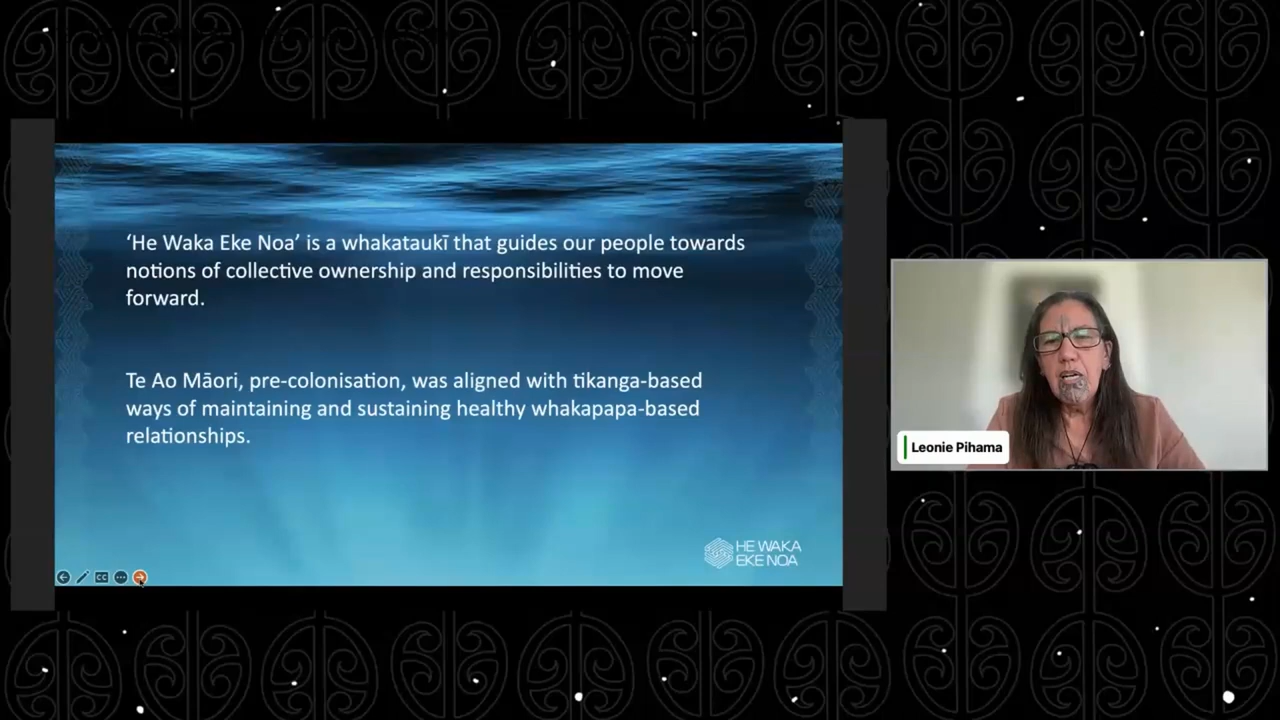 ‘He Waka Eke Noa’ is a whakataukī that guides our people towards
notions of collective ownership and responsibilities to move
forward.
Te Ao Māori, pre-colonisation, was aligned with tikanga-based
ways of maintaining and sustaining healthy whakapapa-based
relationships.
HE WAKA
EKE NOA
CC
Leonie Pihama